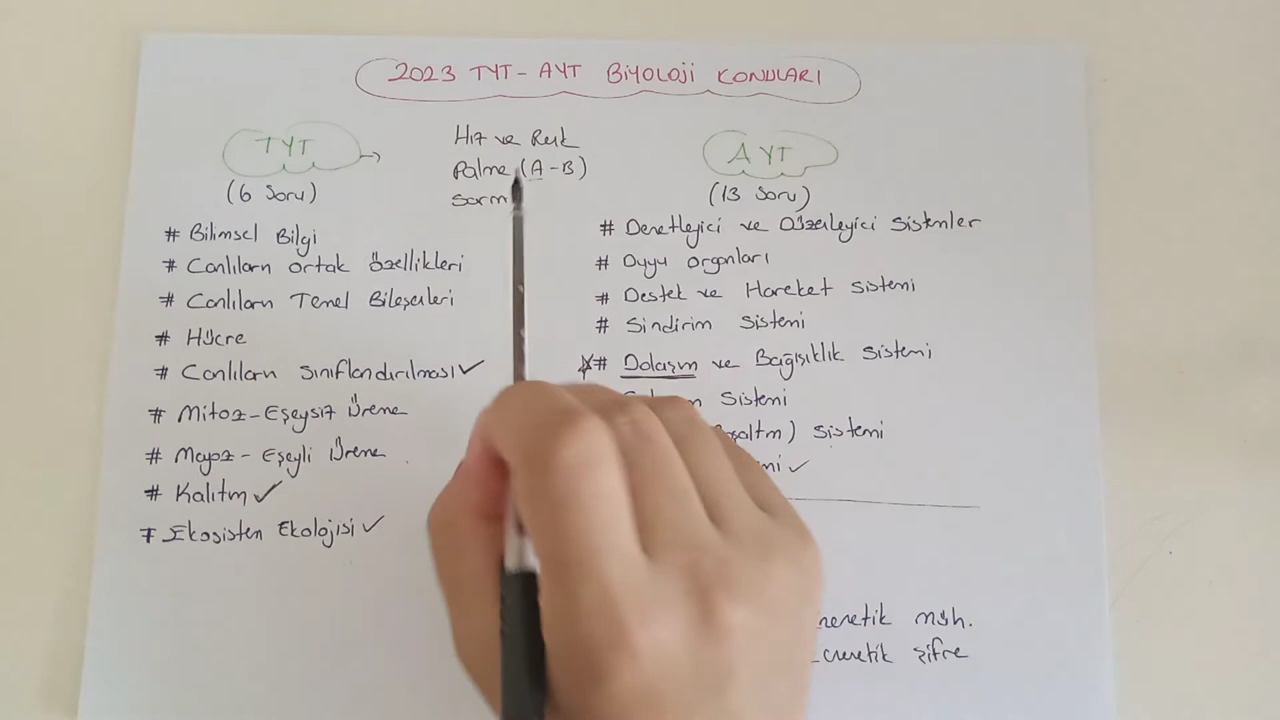 2023 TYT - AYT BİYOLOJİ KONULARI
TYT
(6 Soru)
# Bilimsel Bilgi
# Canlıların ortak özellikleri
# Canlıların Temel Bileşenleri
# Hücre
# Canlıların sınıflandırılması ✓
# Mitoz - Eşeysiz Üreme
# Mayoz - Eşeyli Üreme
# Kalıtım ✓
# Ekosistem Ekolojisi ✓
Hız ve Renk
Palme (A - B)
AYT
(13 Soru)
# Denetleyici ve Düzenleyici Sistemler
# Duyu organları
# Destek ve Hareket sistemi
# Sindirim sistemi
# Dolaşım ve Bağışıklık sistemi
sistemi
sistemi
müh.
şifre